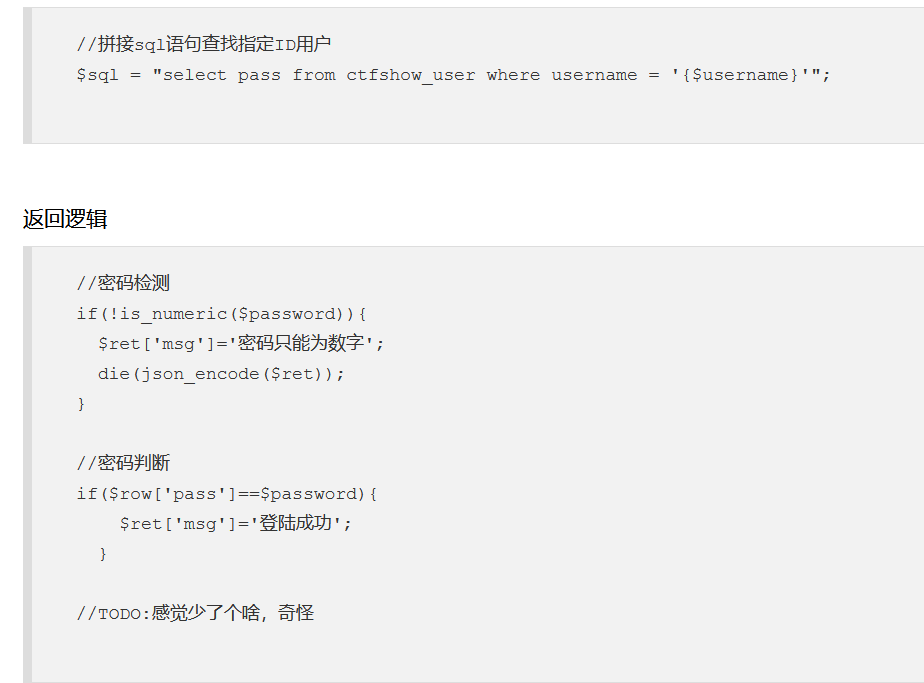 //拼接sql语句查找指定ID用户
$sql = "select pass from ctfshow_user where username = '{$username}'";
返回逻辑
//密码检测
if(!is_numeric($password)){
$ret['msg']='密码只能为数字';
die(json_encode($ret));
}
//密码判断
if($row['pass']==$password){
$ret['msg']='登陆成功';
}
//TODO:感觉少了个啥，奇怪